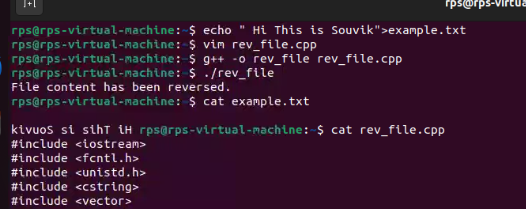 rps@rps-virtual-machine
rps@rps-virtual-machine:~$ echo " Hi This is Souvik">example.txt
rps@rps-virtual-machine:~$ vim rev_file.cpp
rps@rps-virtual-machine:~$ g++ -o rev_file rev_file.cpp
rps@rps-virtual-machine:~$ ./rev_file
File content has been reversed.
rps@rps-virtual-machine:~$ cat example.txt
kivuoS si sihT iH rps@rps-virtual-machine:~$ cat rev_file.cpp
#include <iostream>
#include <fcntl.h>
#include <unistd.h>
#include <cstring>
#include <vector>